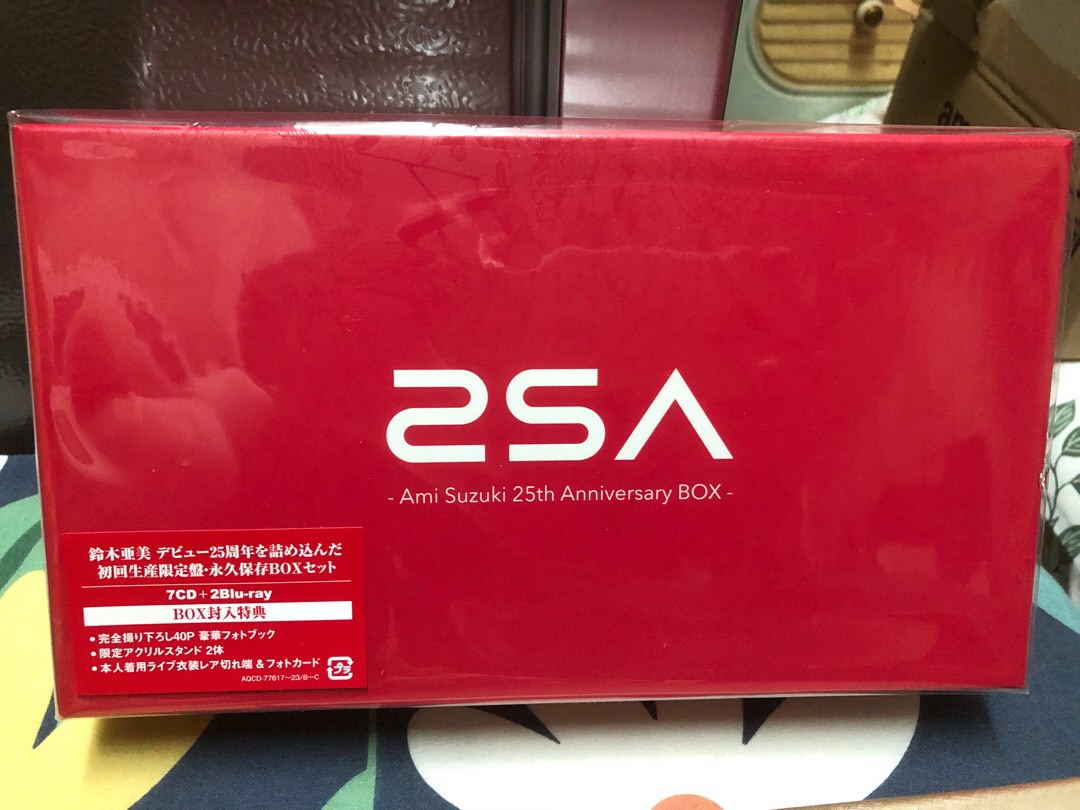 am
2SA
- Ami Suzuki 25th Anniversary BOX -
鈴木亜美 デビュー25周年を詰め込んだ
初回生産限定盤・永久保存BOXセット
7CD+2Blu-ray
BOX封入特典
• 完全撮り下ろし40P 豪華フォトブック
• 限定アクリルスタンド 2体
• 本人着用ライブ衣装レア切れ端 & フォトカード
AQCD-77617~23/B~C